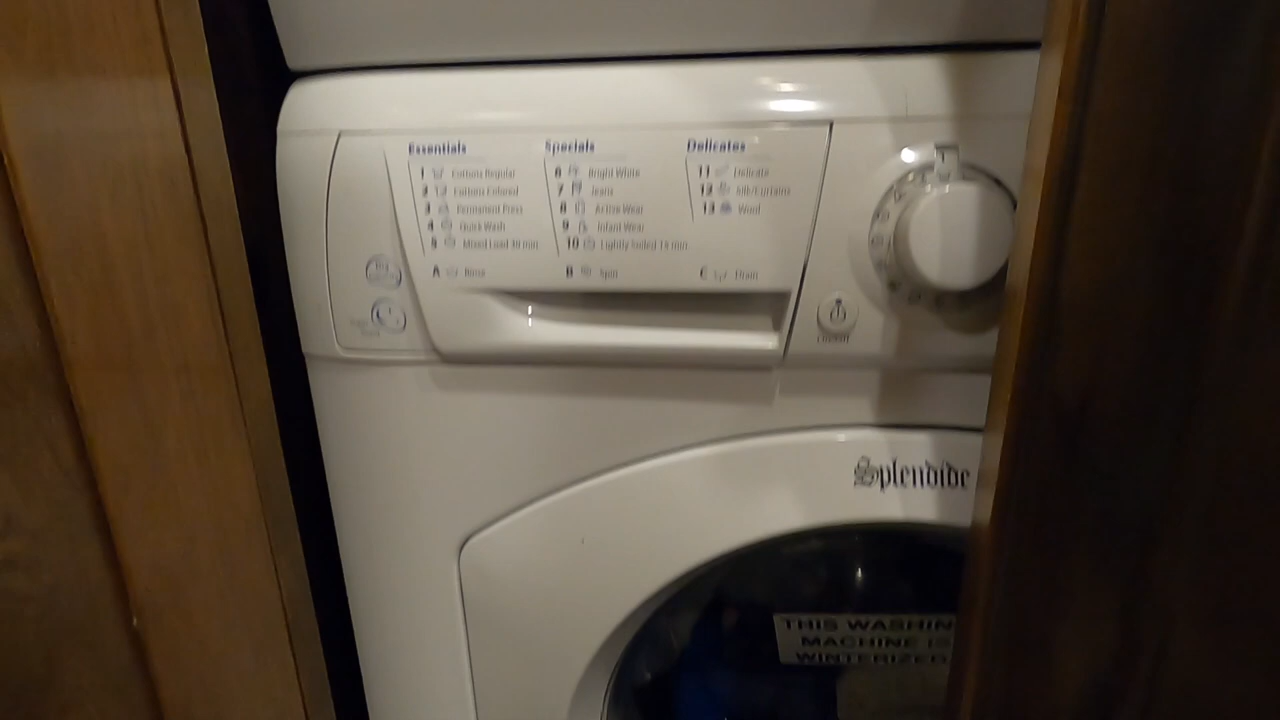 Essentials
1 Cottons Regular
2 Cottons Colored
3 Permanent Press
4 Quick Wash
5 Mixed Load 30 min
Specials
6 Bright White
7 Jeans
8 Active Wear
9 Infant Wear
10 Lightly Soiled 15 min
Delicates
11 Delicate
12 Silk/Curtains
13 Wool
A Rinse
B Spin
C Drain
Splendide
THIS WASHIN
MACHINE IS
WINTERIZED